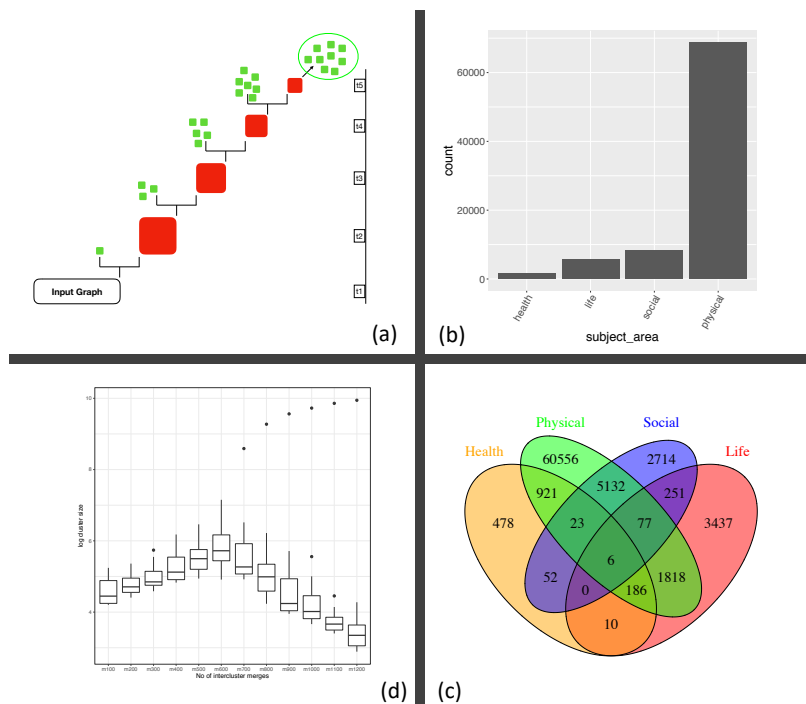 t5
t4
t3
t2
Input Graph
t1
(a)
60000
40000
20000
0
count
health
life
social
physical
subject_area
(b)
10
8
6
4
log cluster size
m100 m200 m300 m400 m500 m600 m700 m800 m900 m1000 m1100 m1200
No of intercluster merges
(d)
Physical Social
Health Life
60556 2714
921 5132 251
478 23 77 3437
6
52 0 186 1818
10
(c)